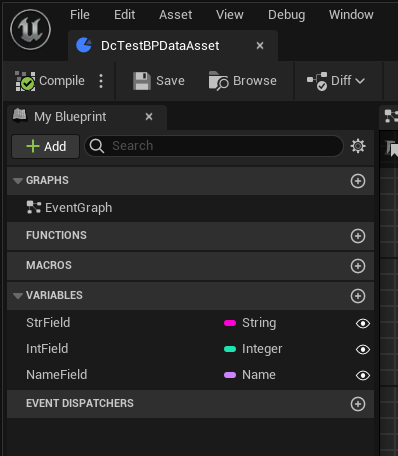 File Edit Asset View Debug Window
DcTestBPDataAsset
Compile Save Browse Diff
My Blueprint
Add Search
GRAPHS
EventGraph
FUNCTIONS
MACROS
VARIABLES
StrField String
IntField Integer
NameField Name
EVENT DISPATCHERS